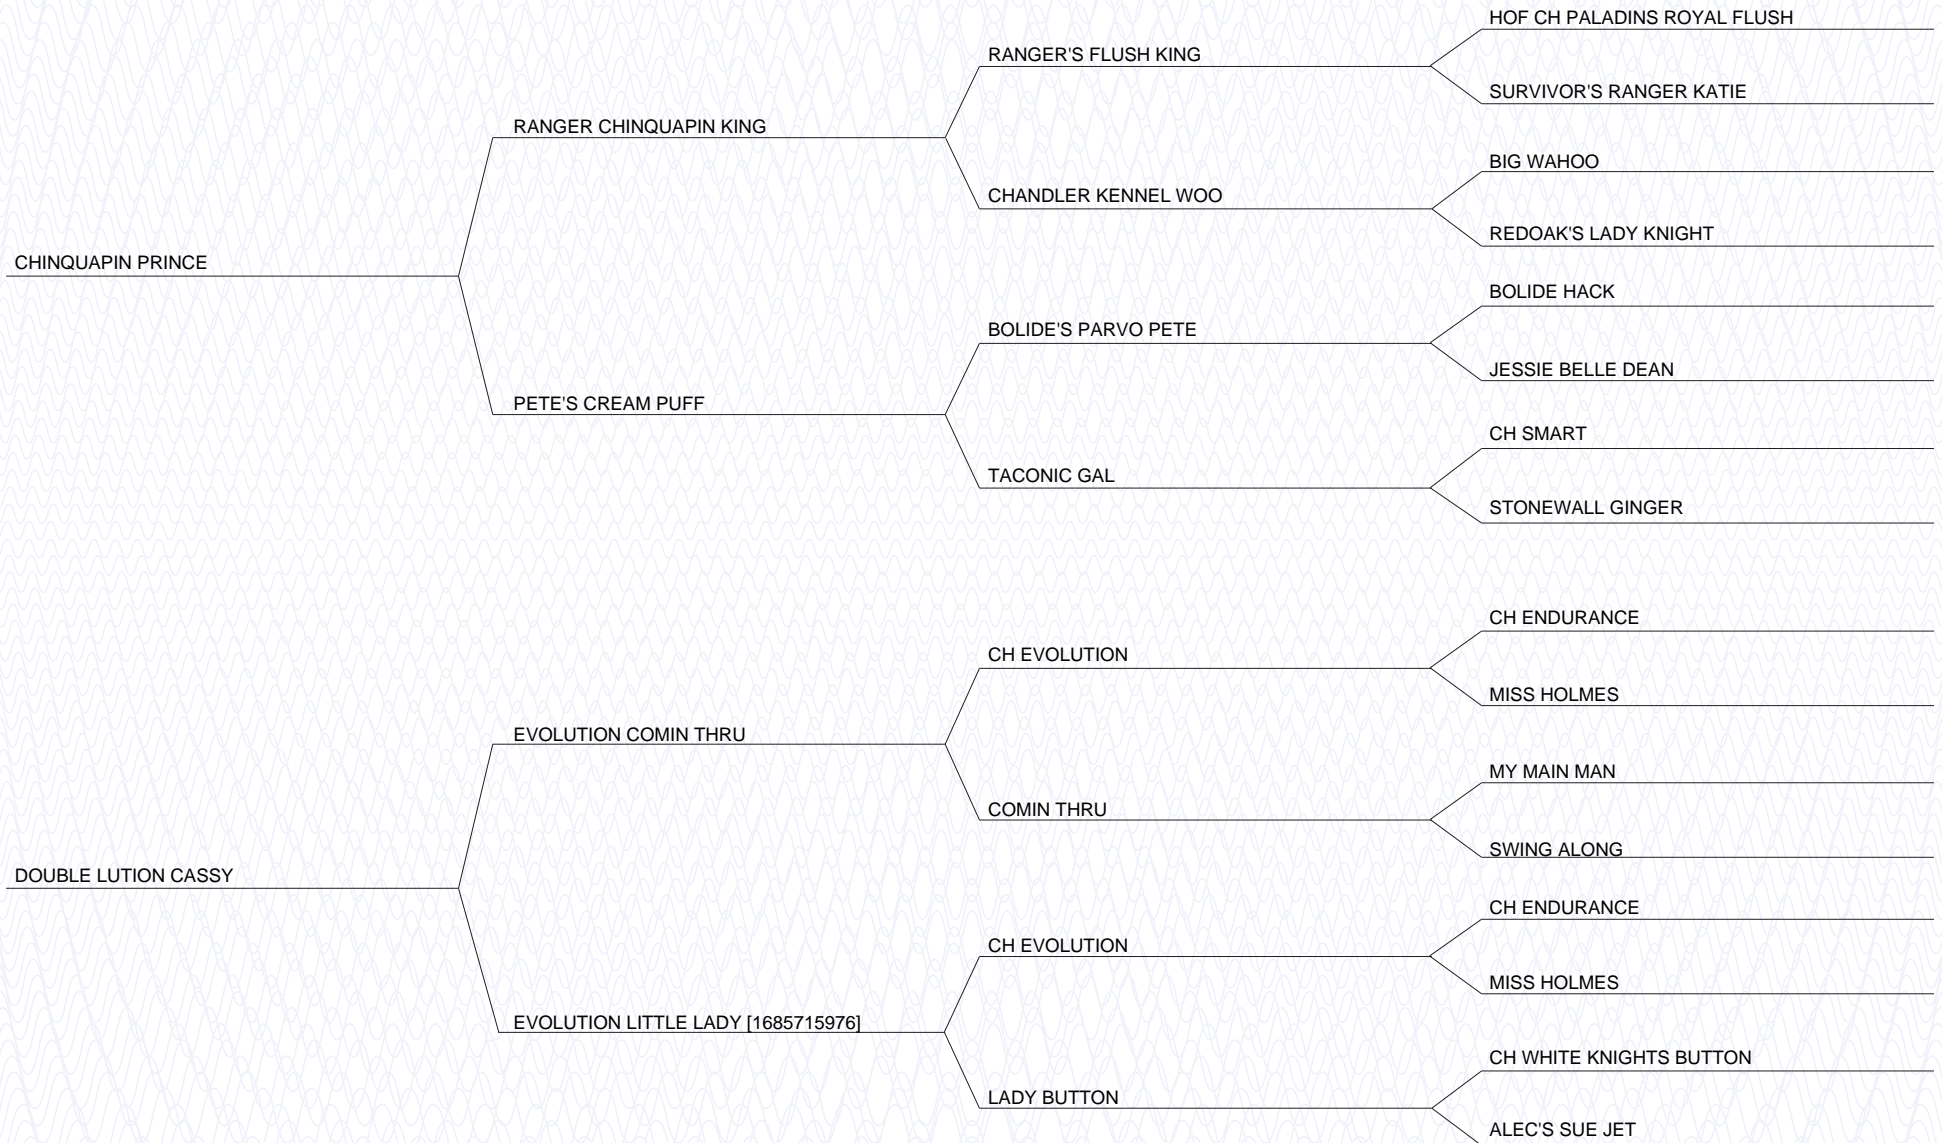 HOF CH PALADINS ROYAL FLUSH
RANGER'S FLUSH KING
SURVIVOR'S RANGER KATIE
RANGER CHINQUAPIN KING
BIG WAHOO
CHANDLER KENNEL WOO
REDOAK'S LADY KNIGHT
CHINQUAPIN PRINCE
BOLIDE HACK
BOLIDE'S PARVO PETE
JESSIE BELLE DEAN
PETE'S CREAM PUFF
CH SMART
TACONIC GAL
STONEWALL GINGER
CH ENDURANCE
CH EVOLUTION
MISS HOLMES
EVOLUTION COMIN THRU
MY MAIN MAN
COMIN THRU
SWING ALONG
DOUBLE LUTION CASSY
CH ENDURANCE
CH EVOLUTION
MISS HOLMES
EVOLUTION LITTLE LADY [1685715976]
CH WHITE KNIGHTS BUTTON
LADY BUTTON
ALEC'S SUE JET